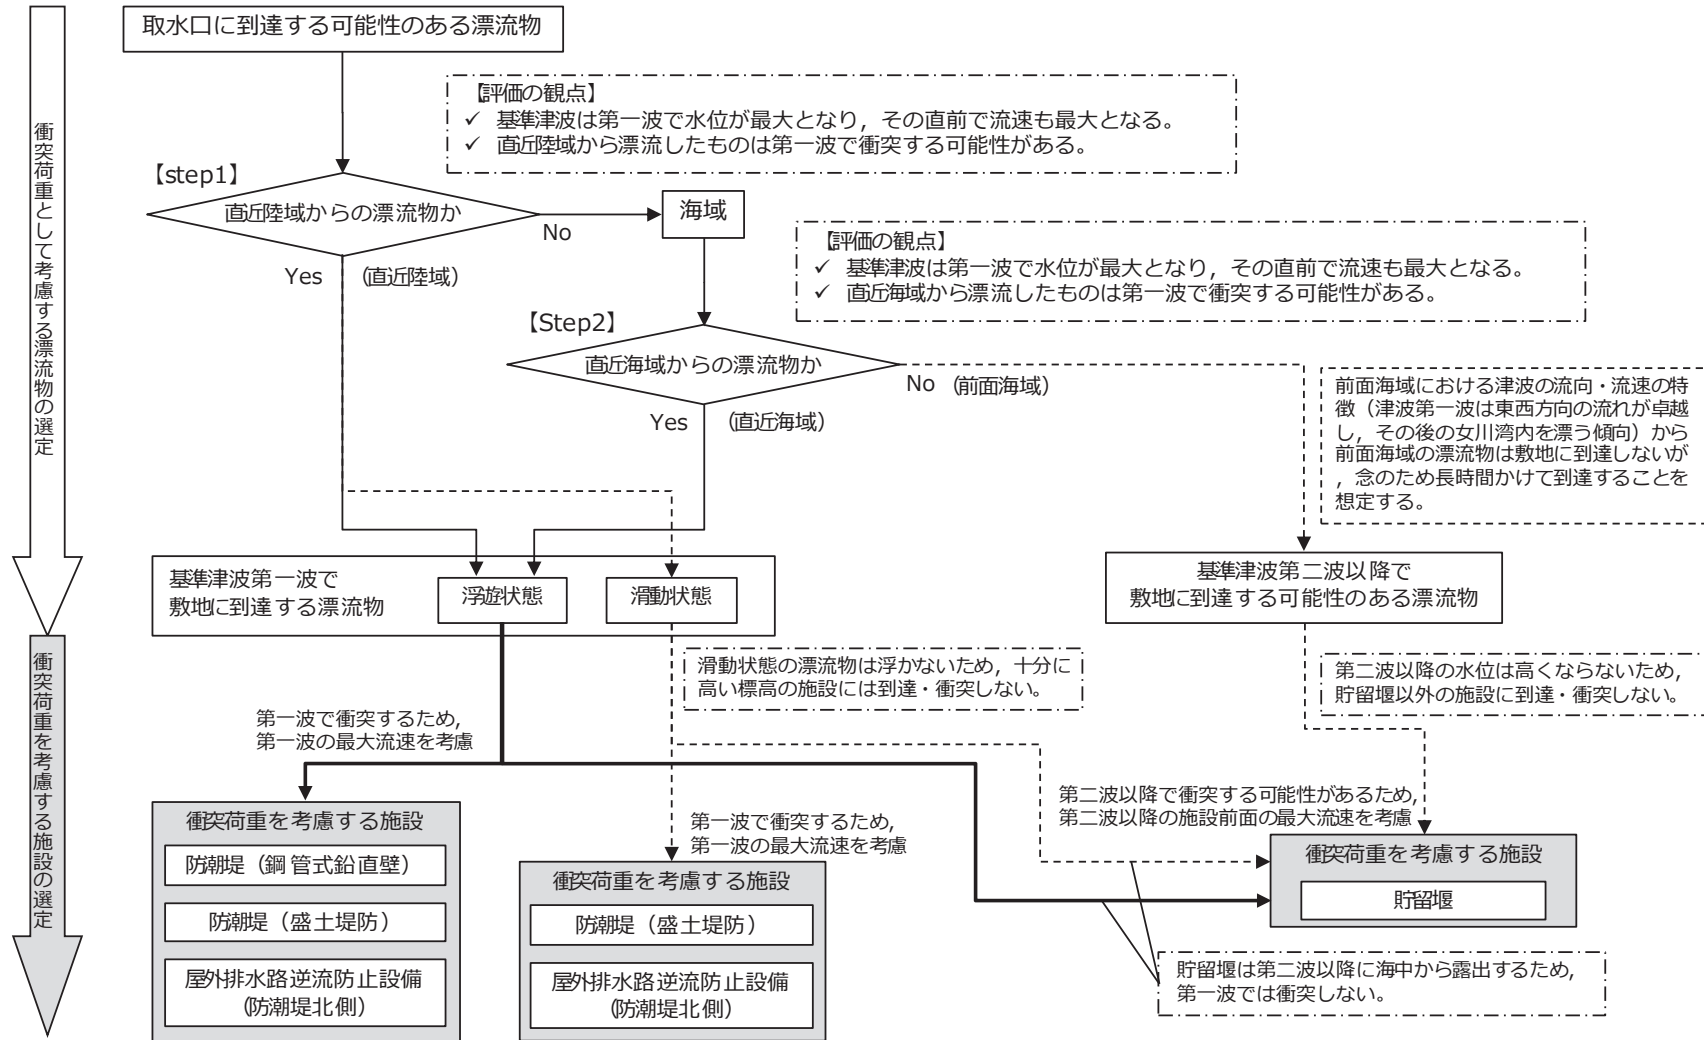 衝突荷重として考慮する漂流物の選定
取水口に到達する可能性のある漂流物
【評価の観点】
✓ 基準津波は第一波で水位が最大となり，その直前で流速も最大となる。
✓ 直近陸域から漂流したものは第一波で衝突する可能性がある。
【step1】
直近陸域からの漂流物か
No
海域
Yes （直近陸域）
【評価の観点】
✓ 基準津波は第一波で水位が最大となり，その直前で流速も最大となる。
✓ 直近海域から漂流したものは第一波で衝突する可能性がある。
【Step2】
直近海域からの漂流物か
No （前面海域）
Yes （直近海域）
前面海域における津波の流向・流速の特
徴（津波第一波は東西方向の流れが卓越
し，その後の女川湾内を漂う傾向）から
前面海域の漂流物は敷地に到達しないが
，念のため長時間かけて到達することを
想定する。
基準津波第一波で
敷地に到達する漂流物
浮遊状態
滑動状態
基準津波第二波以降で
敷地に到達する可能性のある漂流物
衝突荷重を考慮する施設の選定
滑動状態の漂流物は浮かないため，十分に
高い標高の施設には到達・衝突しない。
第二波以降の水位は高くならないため，
貯留堰以外の施設に到達・衝突しない。
第一波で衝突するため，
第一波の最大流速を考慮
第一波で衝突するため，
第一波の最大流速を考慮
第二波以降で衝突する可能性があるため，
第二波以降の施設前面の最大流速を考慮
衝突荷重を考慮する施設
防潮堤（鋼管式鉛直壁）
防潮堤（盛土堤防）
屋外排水路逆流防止設備
（防潮堤北側）
衝突荷重を考慮する施設
防潮堤（盛土堤防）
屋外排水路逆流防止設備
（防潮堤北側）
衝突荷重を考慮する施設
貯留堰
貯留堰は第二波以降に海中から露出するため，
第一波では衝突しない。